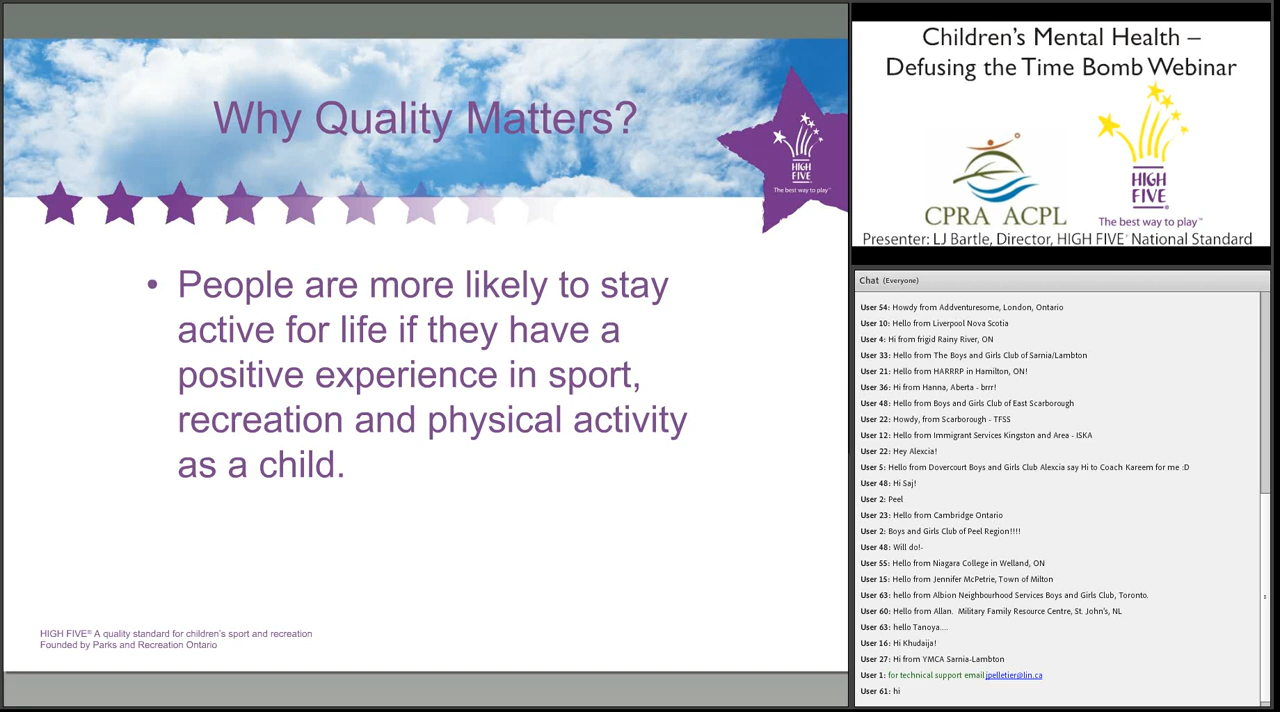 Why Quality Matters?
HIGH
FIVE
The best way to play™
• People are more likely to stay
active for life if they have a
positive experience in sport,
recreation and physical activity
as a child.
HIGH FIVE® A quality standard for children's sport and recreation
Founded by Parks and Recreation Ontario
Children's Mental Health –
Defusing the Time Bomb Webinar
CPRA ACPL
HIGH
FIVE®
The best way to play™
Presenter: LJ Bartle, Director, HIGH FIVE® National Standard
Chat (Everyone)
User 54: Howdy from Addventuresome, London, Ontario
User 10: Hello from Liverpool Nova Scotia
User 4: Hi from frigid Rainy River, ON
User 33: Hello from The Boys and Girls Club of Sarnia/Lambton
User 21: Hello from HARRRP in Hamilton, ON!
User 36: Hi from Hanna, Aberta - brrr!
User 48: Hello from Boys and Girls Club of East Scarborough
User 22: Howdy, from Scarborough - TFSS
User 12: Hello from Immigrant Services Kingston and Area - ISKA
User 22: Hey Alexcia!
User 5: Hello from Dovercourt Boys and Girls Club Alexcia say Hi to Coach Kareem for me :D
User 48: Hi Saj!
User 2: Peel
User 23: Hello from Cambridge Ontario
User 2: Boys and Girls Club of Peel Region!!!!
User 48: Will do!-
User 55: Hello from Niagara College in Welland, ON
User 15: Hello from Jennifer McPetrie, Town of Milton
User 63: hello from Albion Neighbourhood Services Boys and Girls Club, Toronto.
User 60: Hello from Allan. Military Family Resource Centre, St. John's, NL
User 63: hello Tanoya....
User 16: Hi Khudaija!
User 27: Hi from YMCA Sarnia-Lambton
User 1: for technical support email jpelletier@lin.ca
User 61: hi